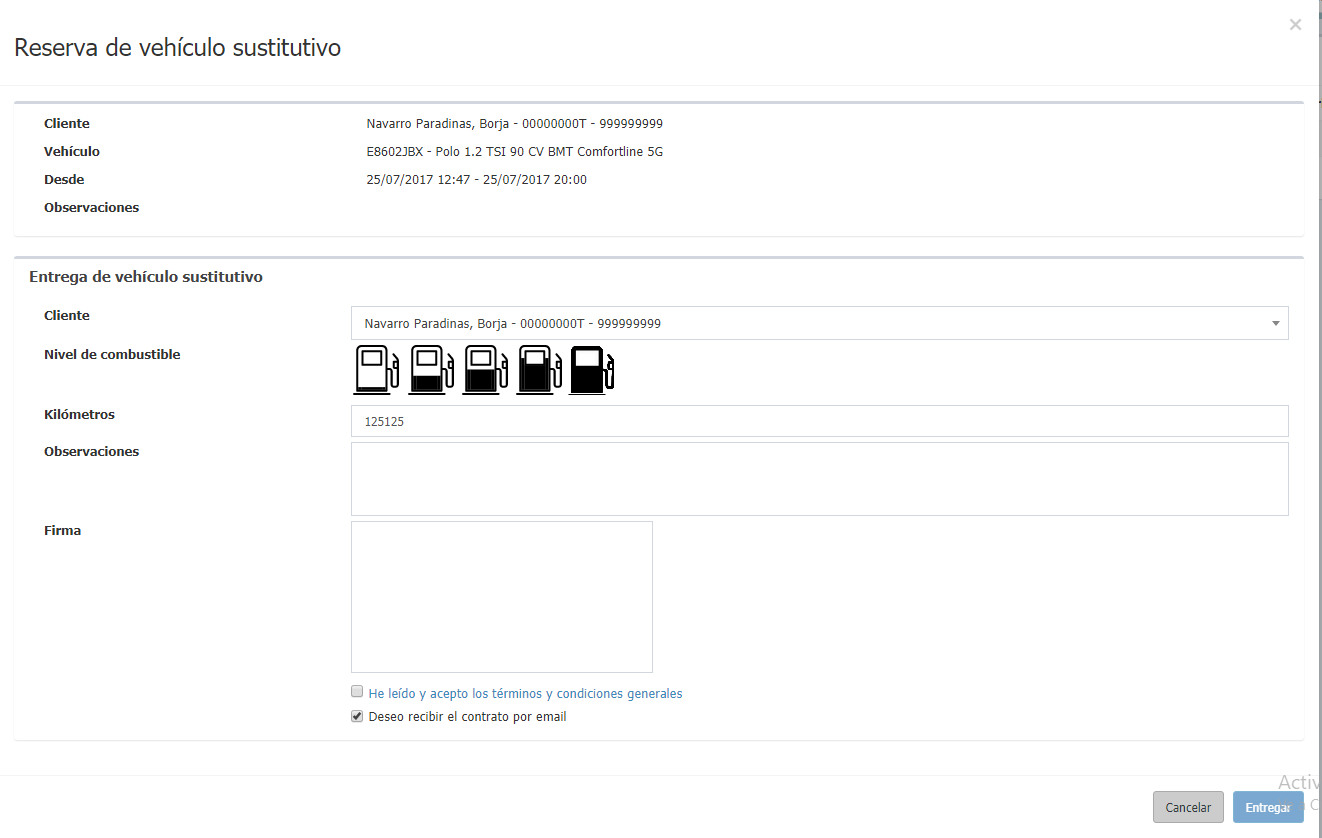 Reserva de vehículo sustitutivo
×
Cliente Navarro Paradinas, Borja - 00000000T - 999999999
Vehículo E8602JBX - Polo 1.2 TSI 90 CV BMT Comfortline 5G
Desde 25/07/2017 12:47 - 25/07/2017 20:00
Observaciones
Entrega de vehículo sustitutivo
Cliente Navarro Paradinas, Borja - 00000000T - 999999999
Nivel de combustible
Kilómetros 125125
Observaciones
Firma
He leído y acepto los términos y condiciones generales
Deseo recibir el contrato por email
Activ
Cancelar Entregar